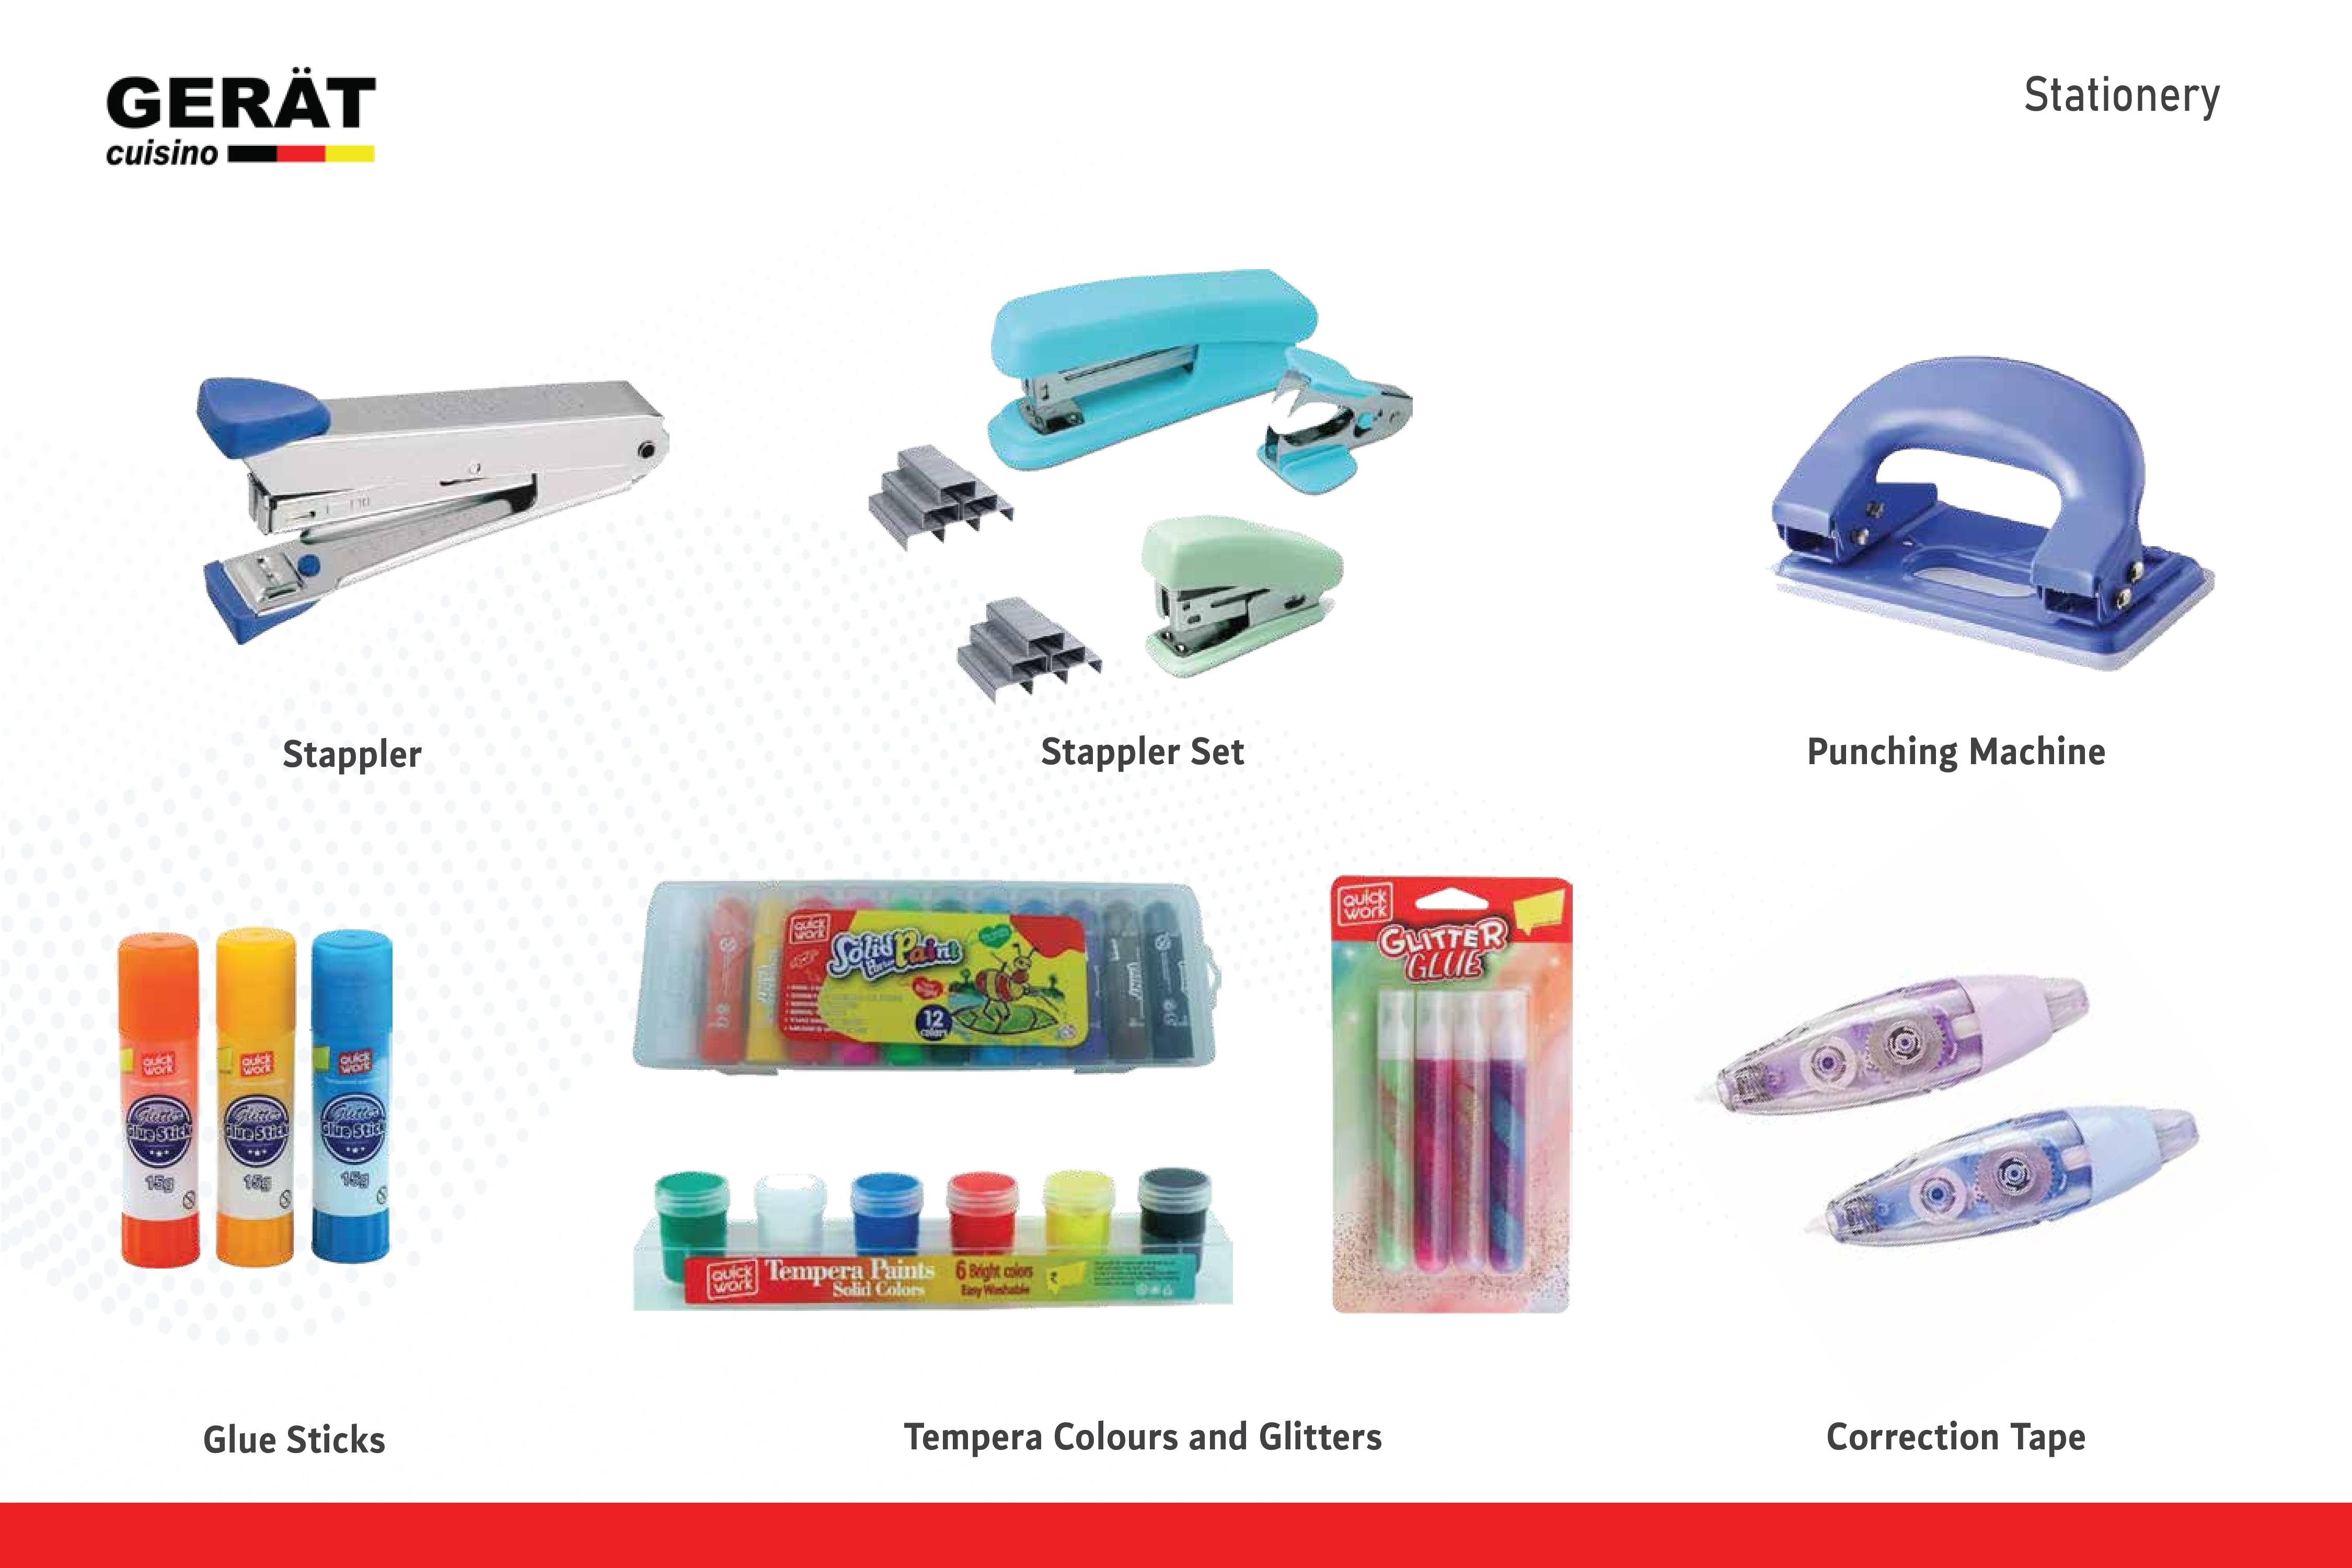 GERÄT
cuisino
Stationery
Stappler
Stappler Set
Punching Machine
quick
work
Solid
Paint
12
colors
quick
work
GLITTER
GLUE
quick
work
Glitter
Glue Stick
15g
quick
work
Glitter
Glue Stick
15g
quick
work
Glitter
Glue Stick
15g
quick
work
Tempera Paints
Solid Colors
6 Bright colors
Easy Washable
Glue Sticks
Tempera Colours and Glitters
Correction Tape